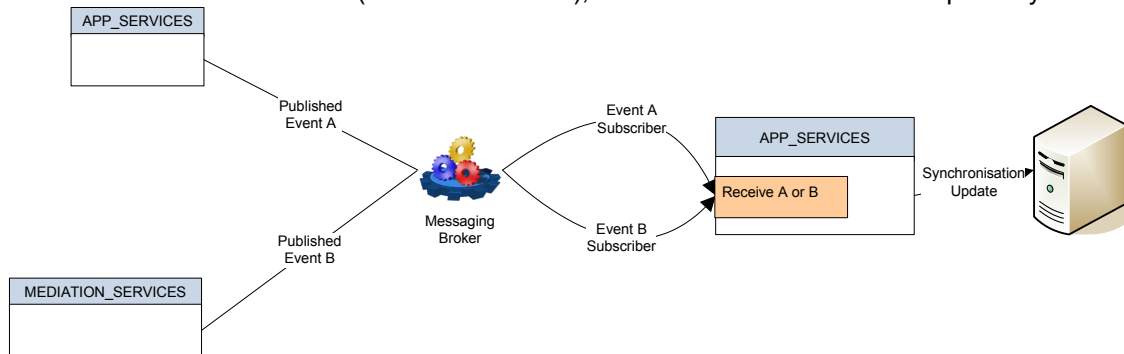 APP_SERVICES
Published
Event A
Event A
Subscriber
APP_SERVICES
Receive A or B
Synchronisation
Update
Messaging
Broker
Event B
Subscriber
Published
Event B
MEDIATION_SERVICES